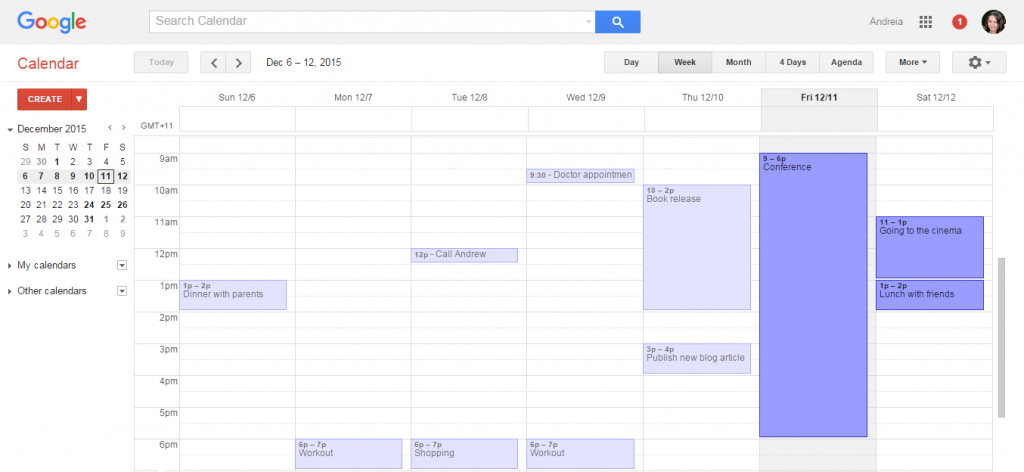 Google
Search Calendar
Andreia
1
Calendar
Today
Dec 6 – 12, 2015
Day Week Month 4 Days Agenda
More
CREATE
Sun 12/6 Mon 12/7 Tue 12/8 Wed 12/9 Thu 12/10 Fri 12/11 Sat 12/12
GMT+11
December 2015
S M T W T F S
29 30 1 2 3 4 5
6 7 8 9 10 11 12
13 14 15 16 17 18 19
20 21 22 23 24 25 26
27 28 29 30 31 1 2
3 4 5 6 7 8 9
My calendars
Other calendars
9am
10am
11am
12pm
1pm
2pm
3pm
4pm
5pm
6pm
1p – 2p
Dinner with parents
6p – 7p
Workout
12p - Call Andrew
6p – 7p
Shopping
9:30 - Doctor appointmen
6p – 7p
Workout
10 – 2p
Book release
3p – 4p
Publish new blog article
9 – 6p
Conference
11 – 1p
Going to the cinema
1p – 2p
Lunch with friends